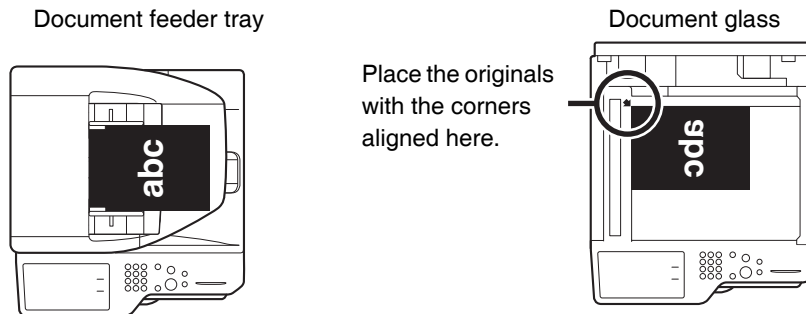 Document feeder tray
abc
Document glass
Place the originals
with the corners
aligned here.
abc